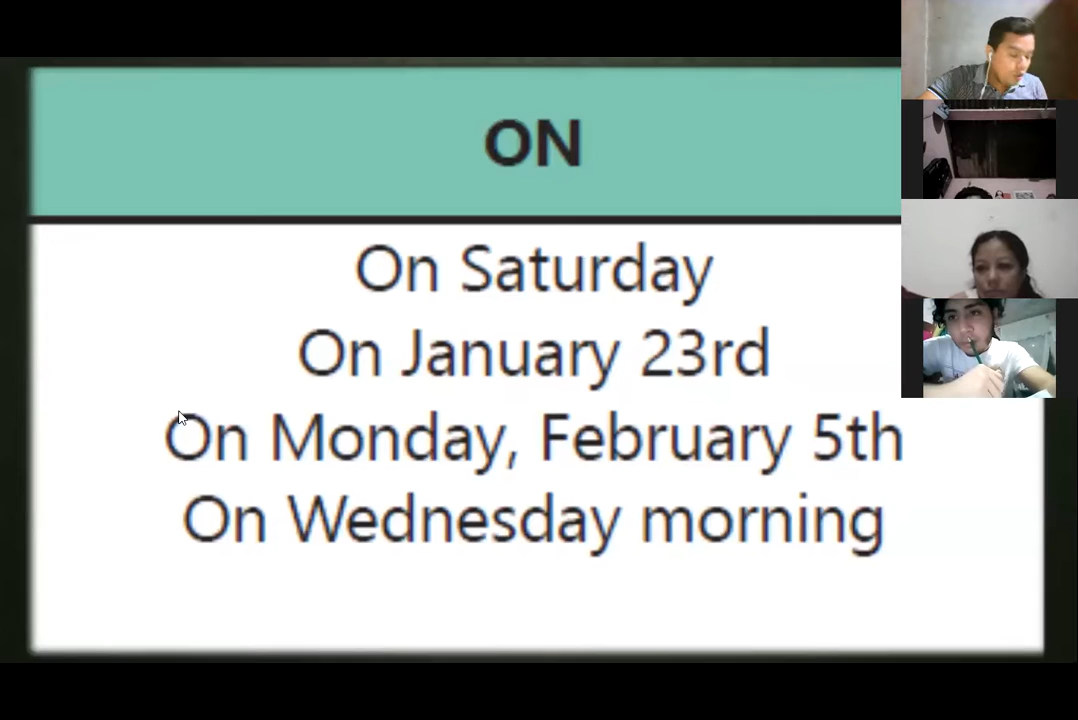 ON
On Saturday
On January 23rd
On Monday, February 5th
On Wednesday morning